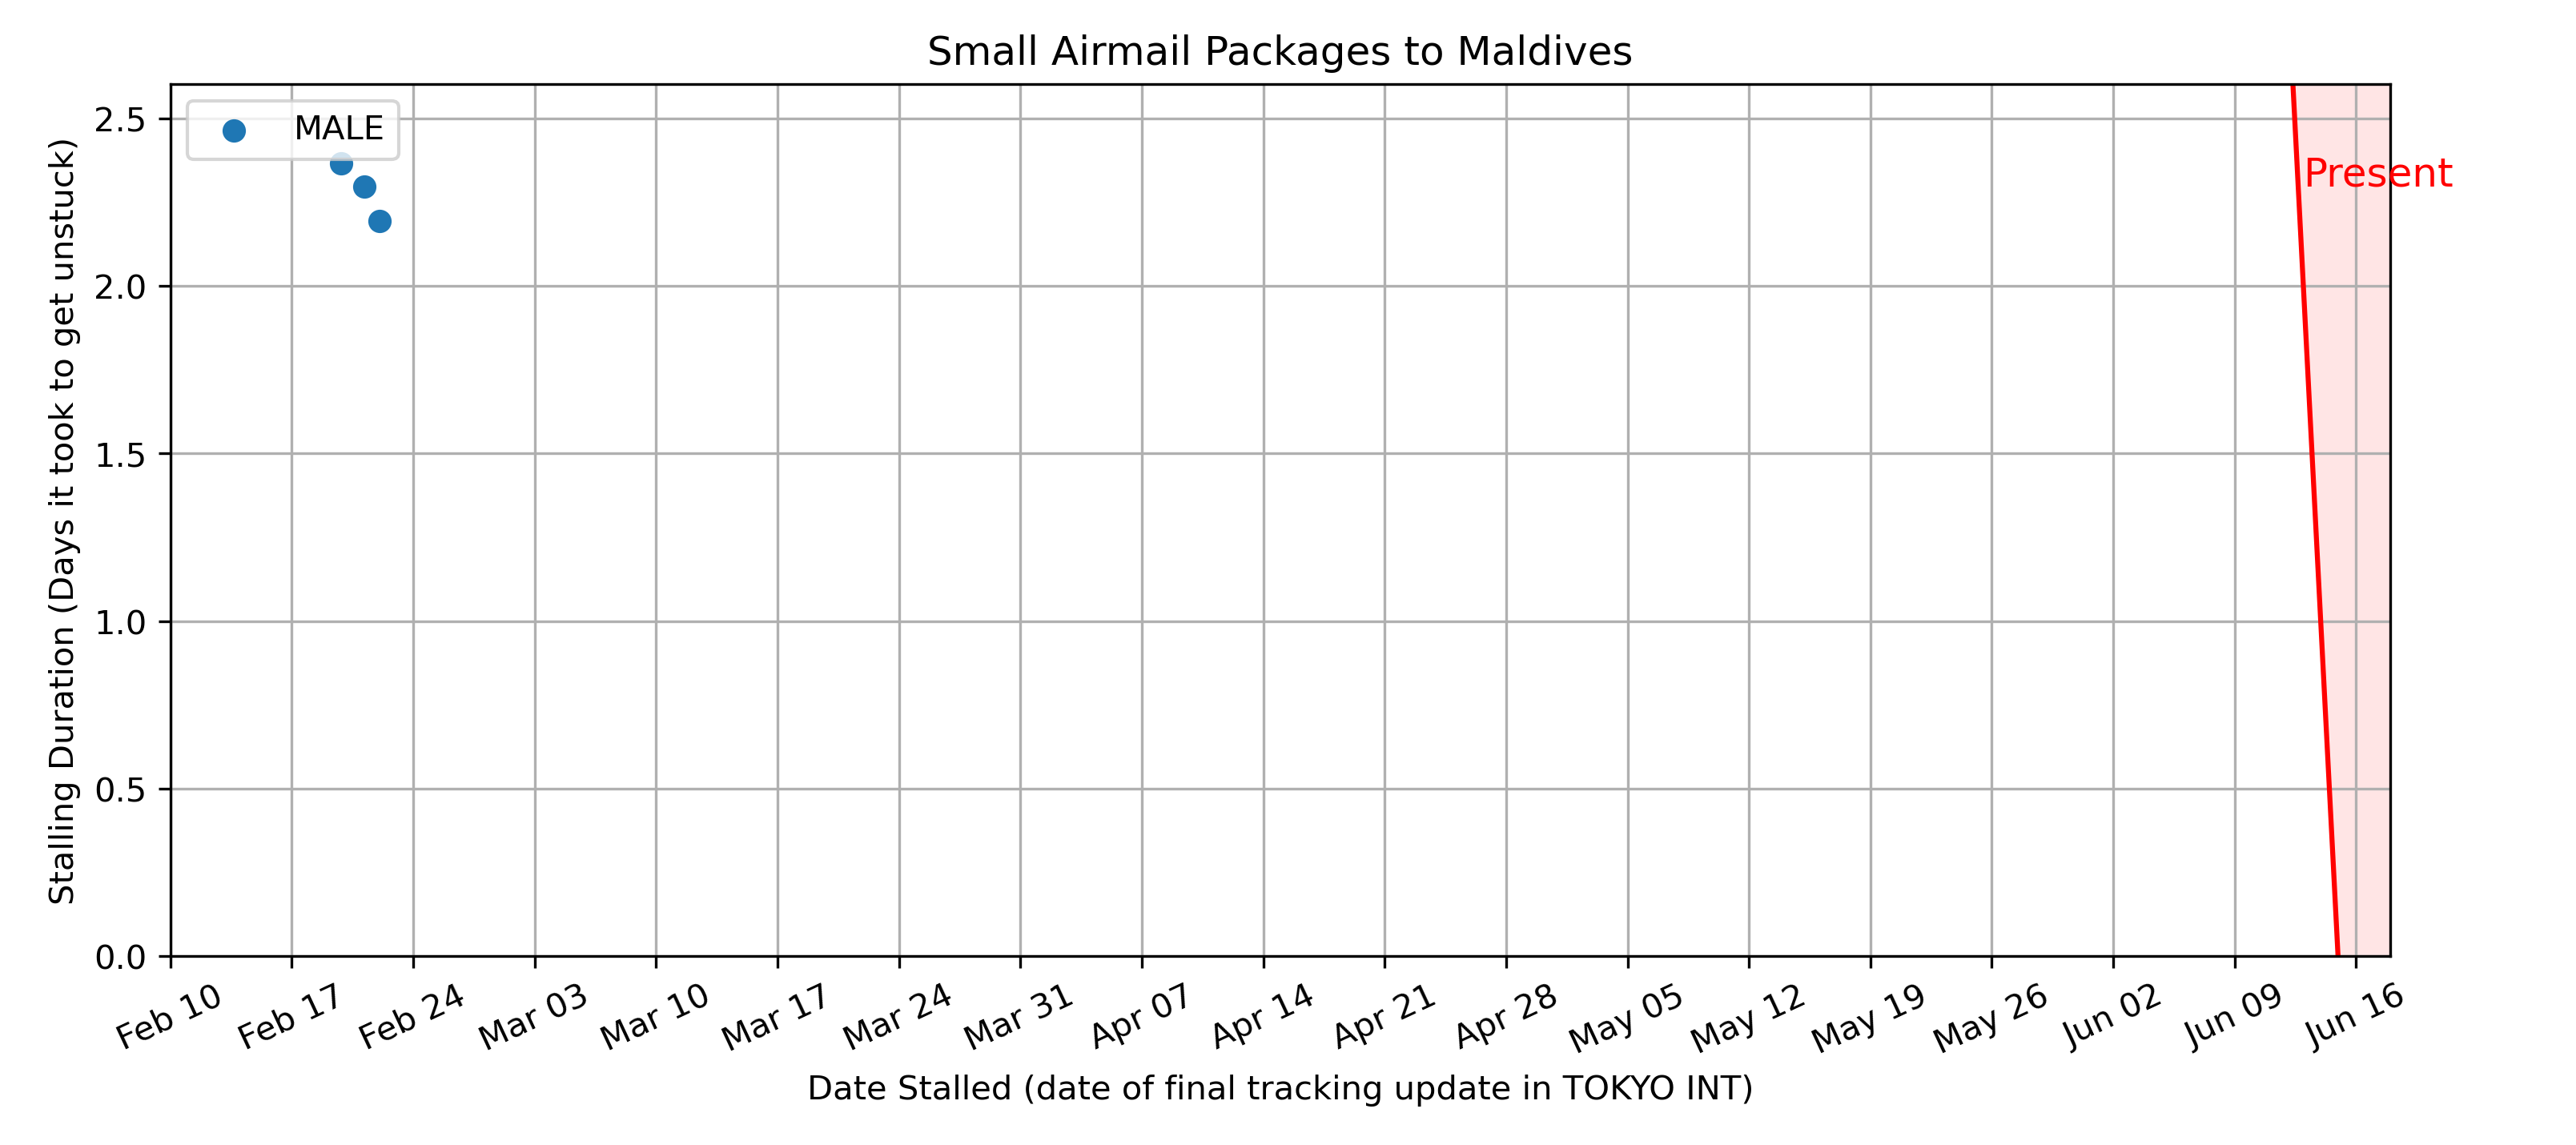 Small Airmail Packages to Maldives
MALE
Present
2.5
2.0
1.5
1.0
0.5
0.0
Stalling Duration (Days it took to get unstuck)
Feb 10 Feb 17 Feb 24 Mar 03 Mar 10 Mar 17 Mar 24 Mar 31 Apr 07 Apr 14 Apr 21 Apr 28 May 05 May 12 May 19 May 26 Jun 02 Jun 09 Jun 16
Date Stalled (date of final tracking update in TOKYO INT)